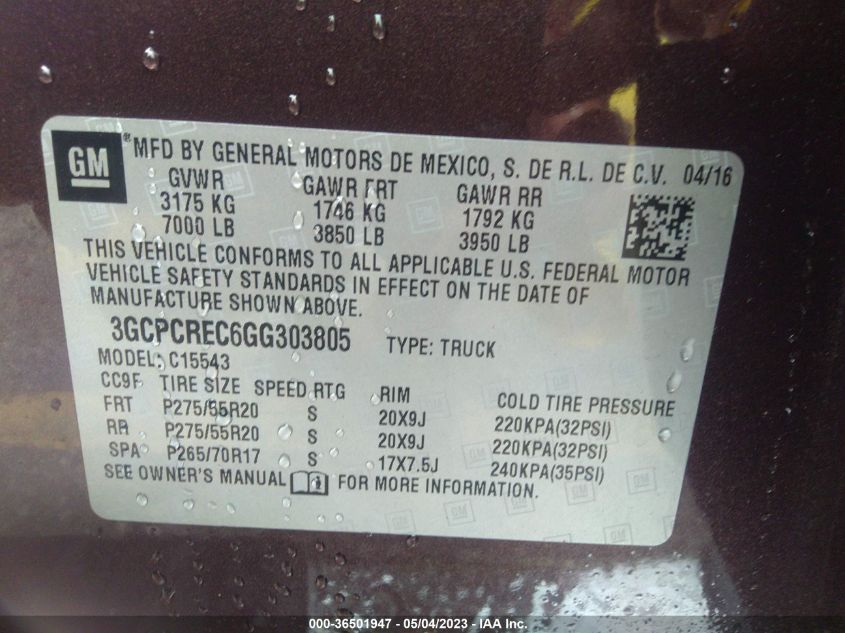 GM
® MFD BY GENERAL MOTORS DE MEXICO, S. DE R.L. DE C.V. 04/16
GVWR GAWR FRT GAWR RR
3175 KG 1746 KG 1792 KG
7000 LB 3850 LB 3950 LB
THIS VEHICLE CONFORMS TO ALL APPLICABLE U.S. FEDERAL MOTOR
VEHICLE SAFETY STANDARDS IN EFFECT ON THE DATE OF
MANUFACTURE SHOWN ABOVE.
3GCPCREC6GG303805 TYPE: TRUCK
MODEL: C15543
CC9F TIRE SIZE SPEED RTG RIM COLD TIRE PRESSURE
FRT P275/55R20 S 20X9J 220KPA(32PSI)
RR P275/55R20 S 20X9J 220KPA(32PSI)
SPA P265/70R17 S 17X7.5J 240KPA(35PSI)
SEE OWNER'S MANUAL FOR MORE INFORMATION.
000-36501947 - 05/04/2023 - IAA Inc.